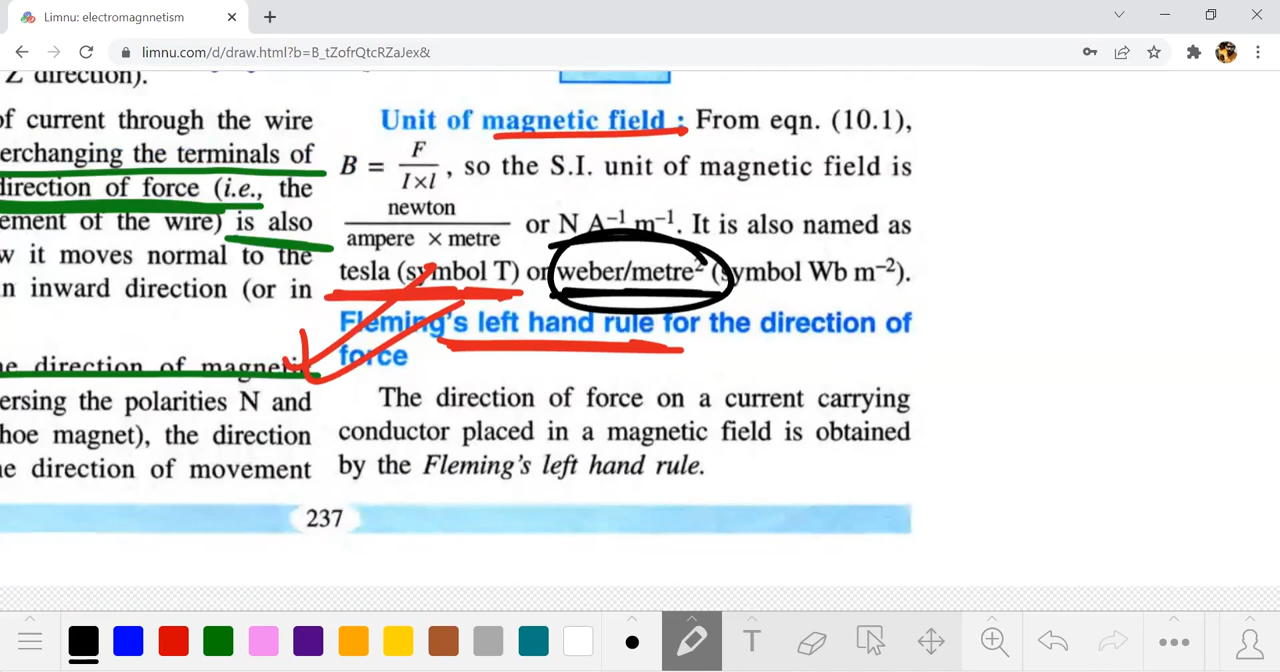 Limnu: electromagnnetism
limnu.com/d/draw.html?b=B_tZofrQtcRZaJex&
Z direction).
of current through the wire
erchanging the terminals of
direction of force (i.e., the
ement of the wire) is also
w it moves normal to the
an inward direction (or in
he direction of magnetic
ersing the polarities N and
hoe magnet), the direction
he direction of movement
Unit of magnetic field : From eqn. (10.1),
B = F / I×l , so the S.I. unit of magnetic field is
newton / ampere × metre or N A⁻¹ m⁻¹. It is also named as
tesla (symbol T) or weber/metre² (symbol Wb m⁻²).
Fleming's left hand rule for the direction of
force
The direction of force on a current carrying
conductor placed in a magnetic field is obtained
by the Fleming's left hand rule.
237
T